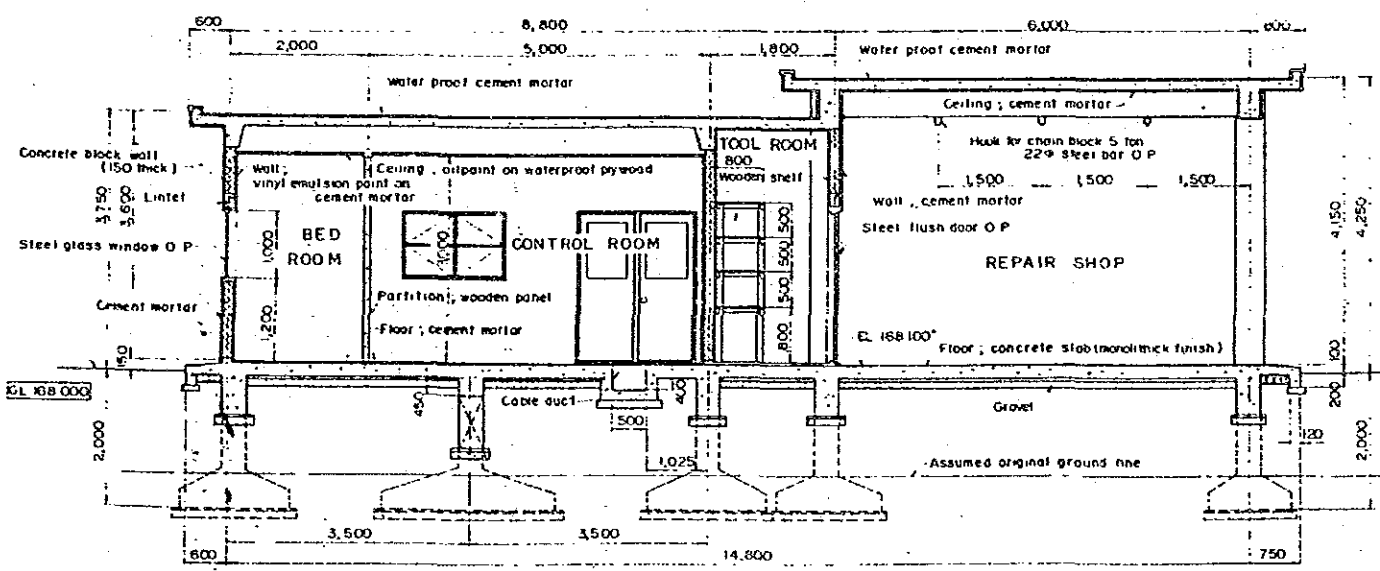 600
8,800
6,000
600
2,000
5,000
1,800
Water proof cement mortar
Water proof cement mortar
Ceiling ; cement mortar
TOOL ROOM
Hook for chain block 5 ton
22Φ Steel bar O P
Concrete block wall
(150 thick)
Wall ;
vinyl emulsion paint on
cement mortar
Ceiling ; oilpaint on waterproof plywood
800
Wooden shelf
1,500
1,500
1,500
3,750
3,600
Lintel
Wall ; cement mortar
4,150
4,250
Steel glass window O P
1,000
BED
ROOM
CONTROL ROOM
500
500
500
800
Steel flush door O P
REPAIR SHOP
Cement mortar
1,200
Partition ; wooden panel
Floor ; cement mortar
EL 168.100
Floor ; concrete slab (monolithick finish)
150
100
GL 168.000
450
Cable duct
400
Gravel
200
500
120
2,000
1,025
Assumed original ground line
2,000
3,500
3,500
600
14,800
750